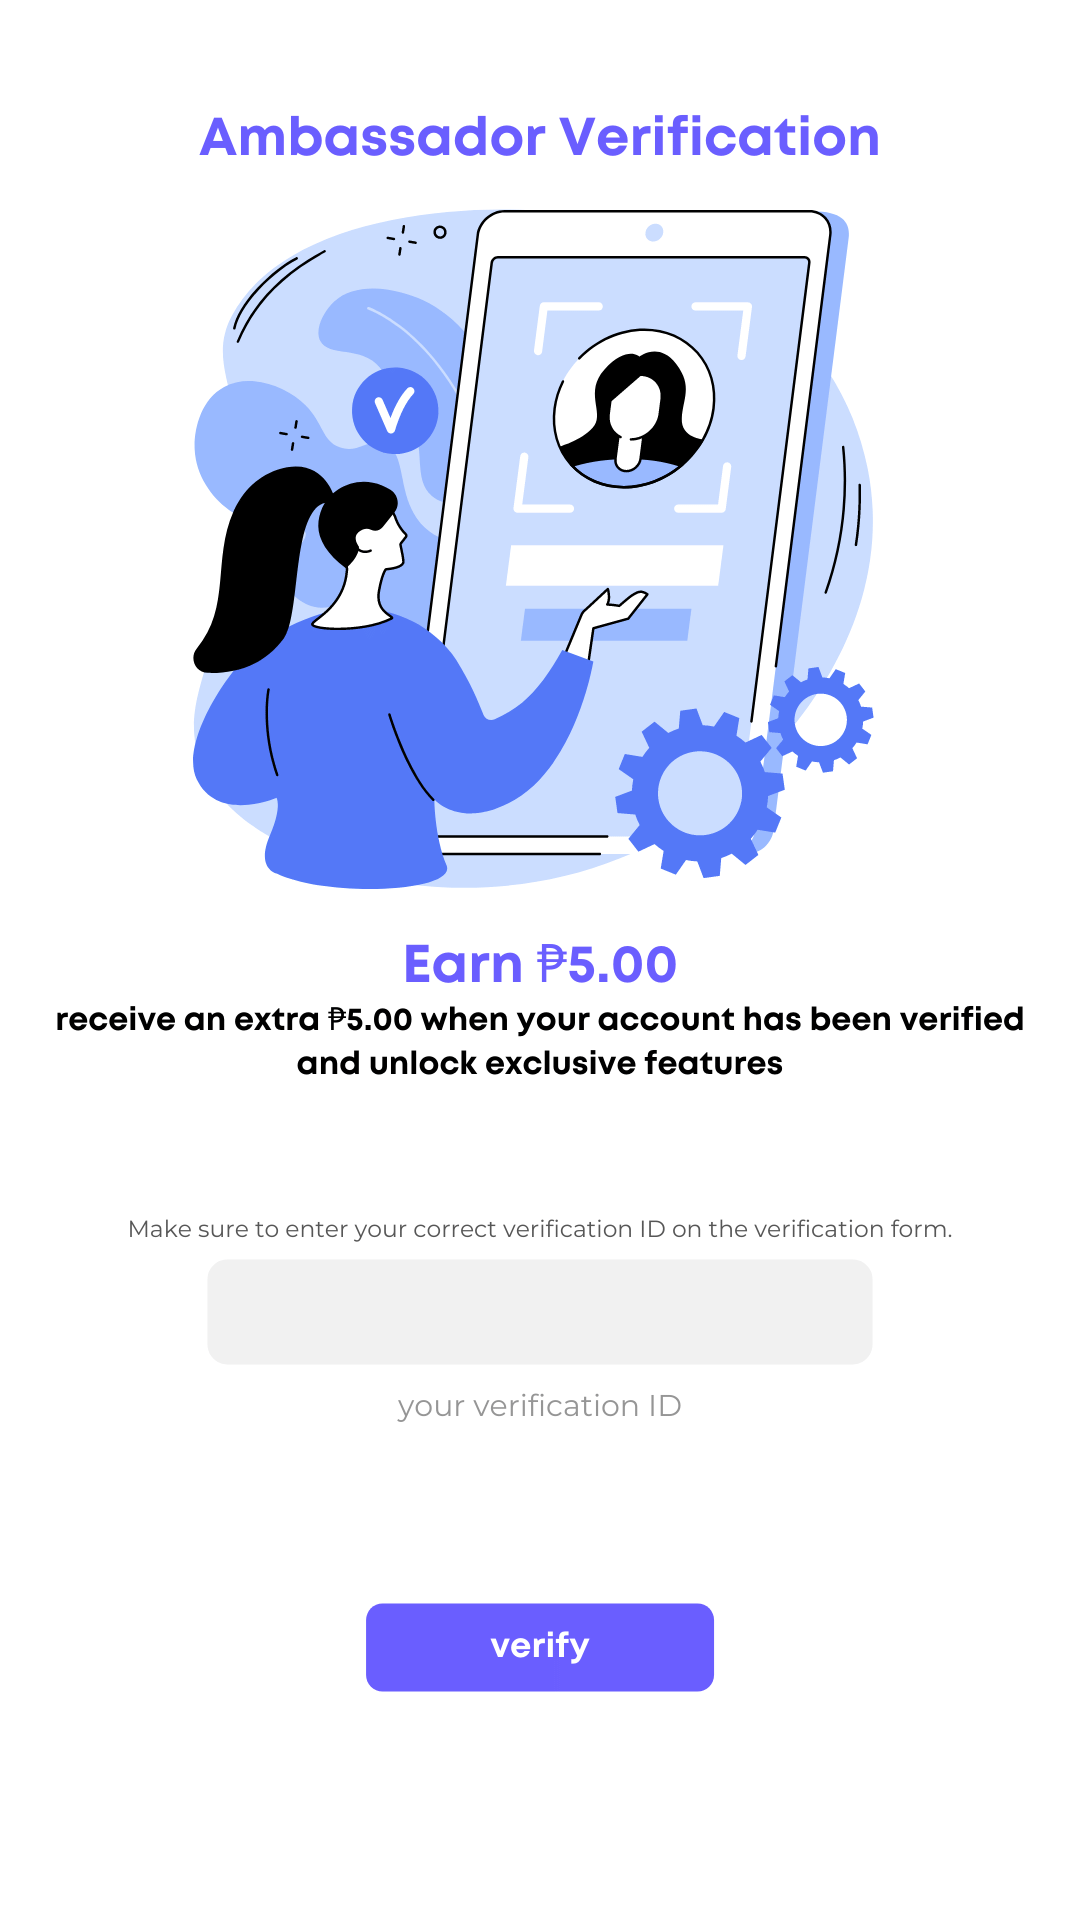 Ambassador Verification
Earn ₱5.00
receive an extra ₱5.00 when your account has been verified
and unlock exclusive features
Make sure to enter your correct verification ID on the verification form.
your verification ID
verify